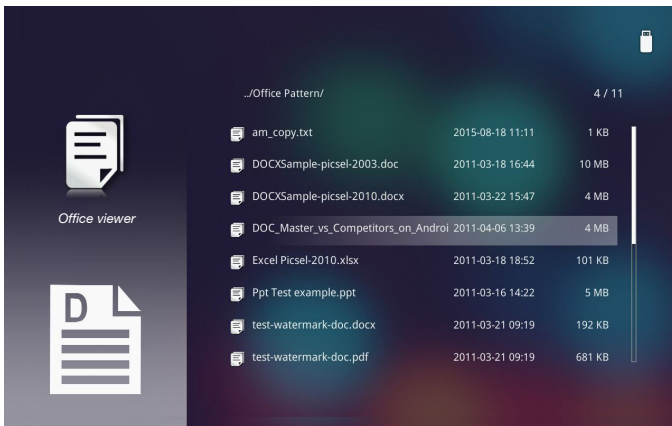 ../Office Pattern/ 4 / 11
am_copy.txt 2015-08-18 11:11 1 KB
DOCXSample-picsel-2003.doc 2011-03-18 16:44 10 MB
DOCXSample-picsel-2010.docx 2011-03-22 15:47 4 MB
Office viewer
DOC_Master_vs_Competitors_on_Androi 2011-04-06 13:39 4 MB
Excel Picsel-2010.xlsx 2011-03-18 18:52 101 KB
Ppt Test example.ppt 2011-03-16 14:22 5 MB
D
test-watermark-doc.docx 2011-03-21 09:19 192 KB
test-watermark-doc.pdf 2011-03-21 09:19 681 KB